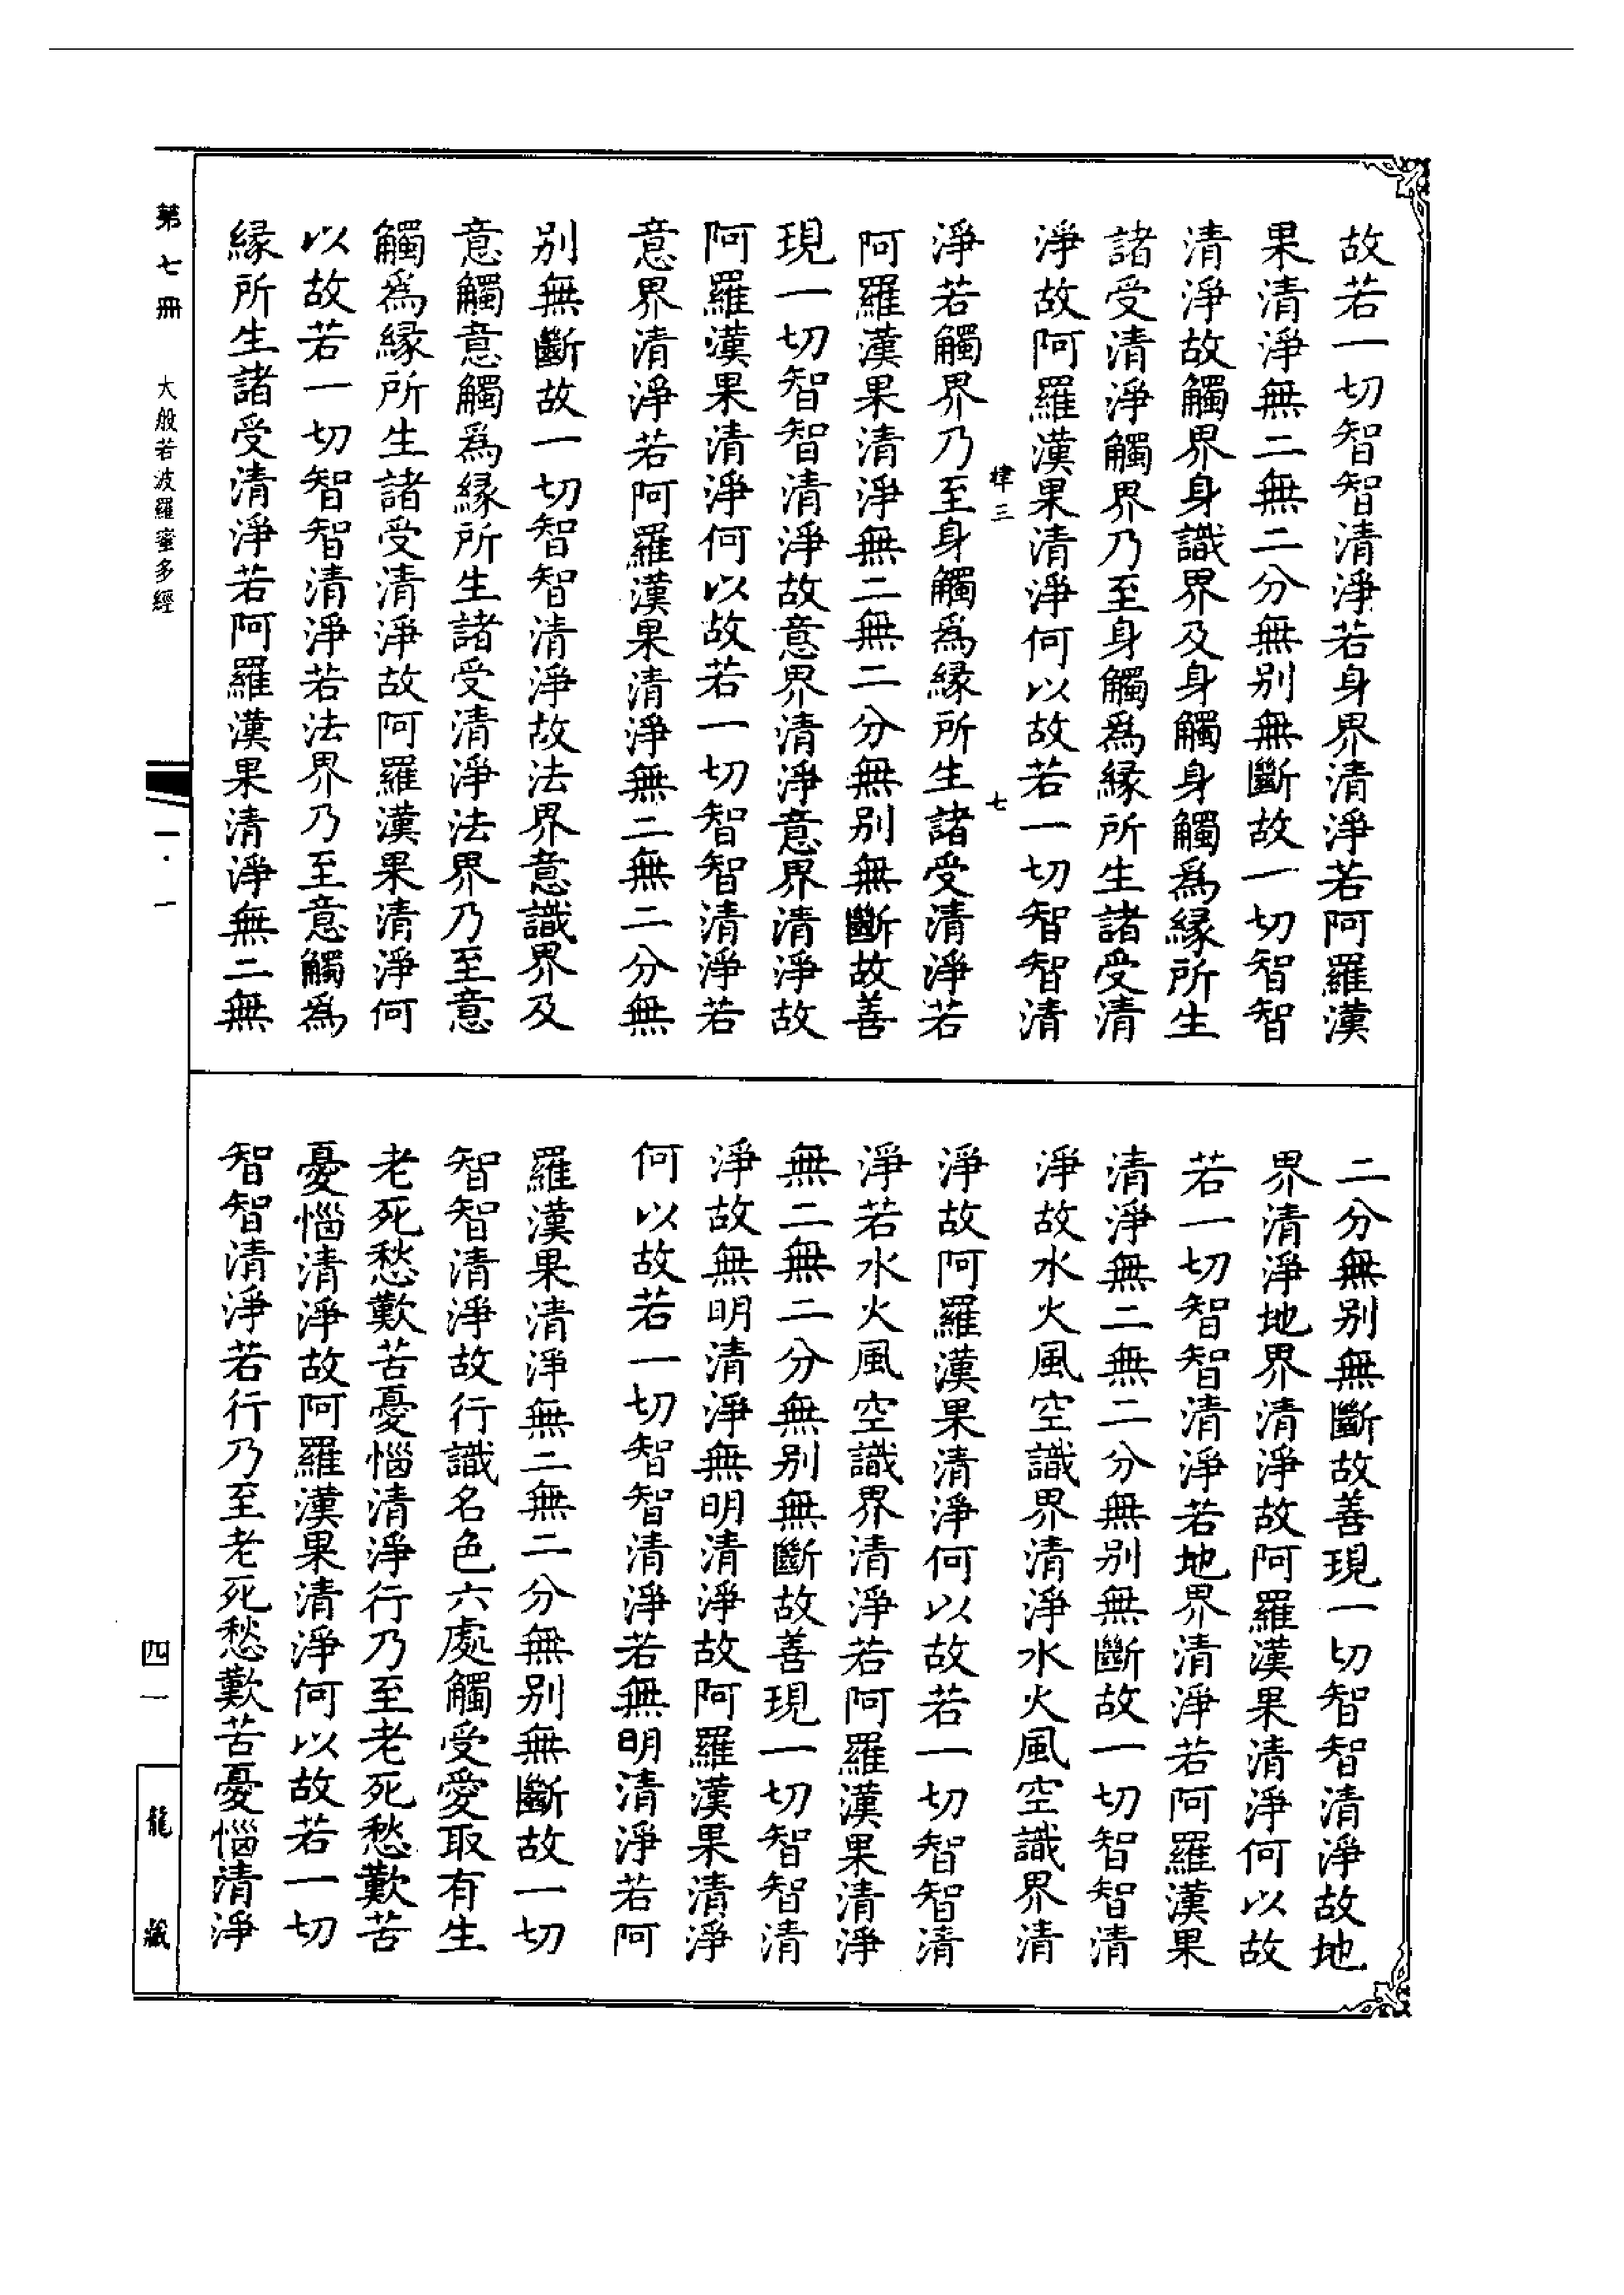 故若一切智智清淨若身界清淨若阿羅漢
果清淨無二無二分無別無斷故一切智智
清淨故觸界身識界及身觸身觸爲緣所生
諸受清淨觸界乃至身觸爲緣所生諸受清
淨故阿羅漢果清淨何以故若一切智智清
淨若觸界乃至身觸爲緣所生諸受清淨若
阿羅漢果清淨無二無二分無別無斷故善
現一切智智清淨故意界清淨意界清淨故
阿羅漢果清淨何以故若一切智智清淨若
意界清淨若阿羅漢果清淨無二無二分無
別無斷故一切智智清淨故法界意識界及
意觸意觸爲緣所生諸受清淨法界乃至意
觸爲緣所生諸受清淨故阿羅漢果清淨何
以故若一切智智清淨若法界乃至意觸爲
緣所生諸受清淨若阿羅漢果清淨無二無
二分無別無斷故善現一切智智清淨故地
界清淨地界清淨故阿羅漢果清淨何以故
若一切智智清淨若地界清淨若阿羅漢果
清淨無二無二分無別無斷故一切智智清
淨故水火風空識界清淨水火風空識界清
淨故阿羅漢果清淨何以故若一切智智清
淨若水火風空識界清淨若阿羅漢果清淨
無二無二分無別無斷故善現一切智智清
淨故無明清淨無明清淨故阿羅漢果清淨
何以故若一切智智清淨若無明清淨若阿
羅漢果清淨無二無二分無別無斷故一切
智智清淨故行識名色六處觸受愛取有生
老死愁歎苦憂惱清淨行乃至老死愁歎苦
憂惱清淨故阿羅漢果清淨何以故若一切
智智清淨若行乃至老死愁歎苦憂惱清淨
三 七
第七冊 大般若波羅蜜多經 一·一
四一 龍藏